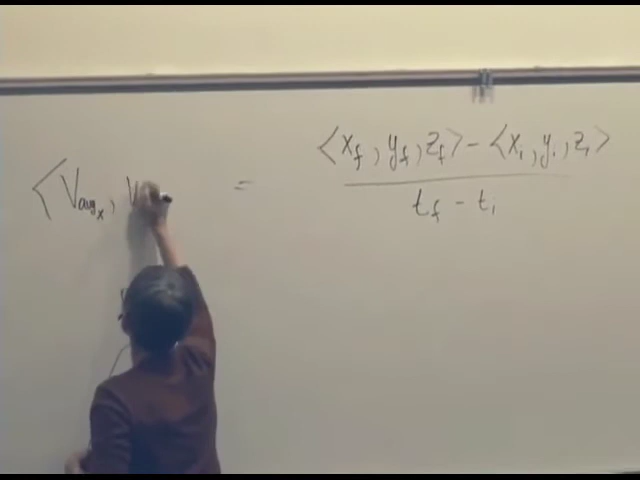 ⟨x_f, y_f, z_f⟩ - ⟨x_i, y_i, z_i⟩
⟨V_avg_x, V =
t_f - t_i